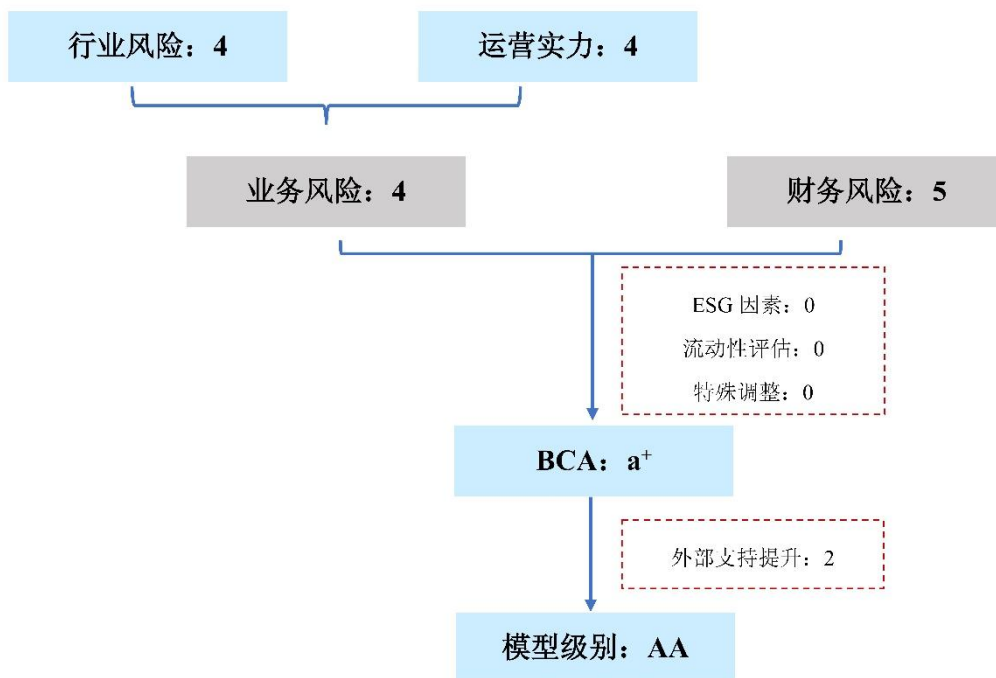 行业风险：4
运营实力：4
业务风险：4
财务风险：5
ESG 因素：0
流动性评估：0
特殊调整：0
BCA：a⁺
外部支持提升：2
模型级别：AA